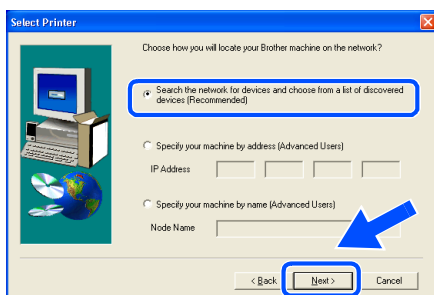 Select Printer
Choose how you will locate your Brother machine on the network?
Search the network for devices and choose from a list of discovered
devices (Recommended)
Specify your machine by address (Advanced Users)
IP Address
Specify your machine by name (Advanced Users)
Node Name
< Back
Next >
Cancel